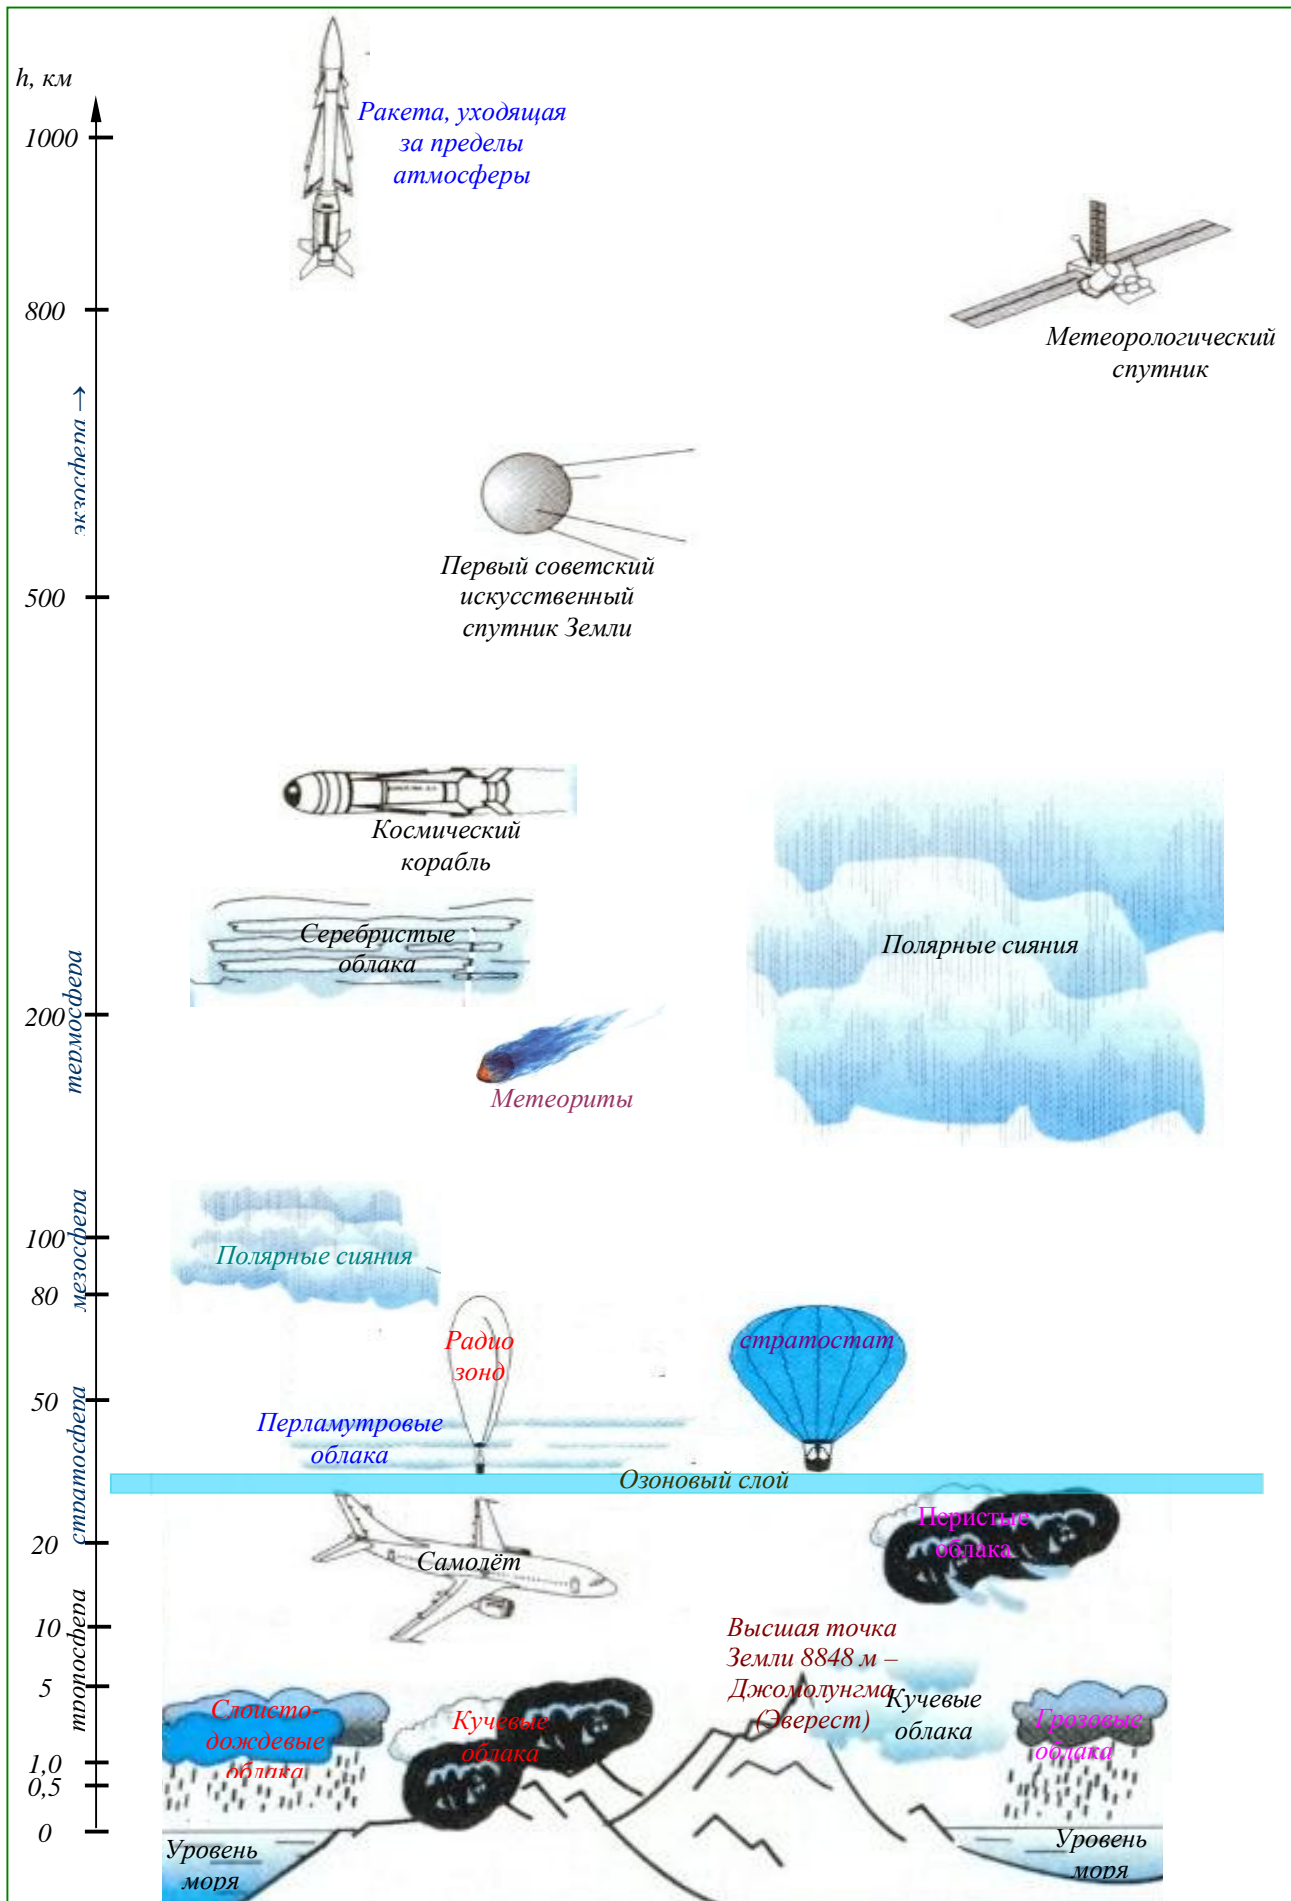 h, км
1000
Ракета, уходящая
за пределы
атмосферы
800
Метеорологический
спутник
экзосфера →
Первый советский
искусственный
спутник Земли
500
Космический
корабль
Серебристые
облака
Полярные сияния
термосфера
200
Метеориты
мезосфера
100
Полярные сияния
80
Радио
зонд
стратостат
50
Перламутровые
облака
стратосфера
Озоновый слой
20
Самолёт
Перистые
облака
тропосфера
10
Высшая точка
Земли 8848 м –
Джомолунгма
(Эверест)
5
Слоисто-
дождевые
облака
Кучевые
облака
Кучевые
облака
Грозовые
облака
1,0
0,5
0
Уровень
моря
Уровень
моря